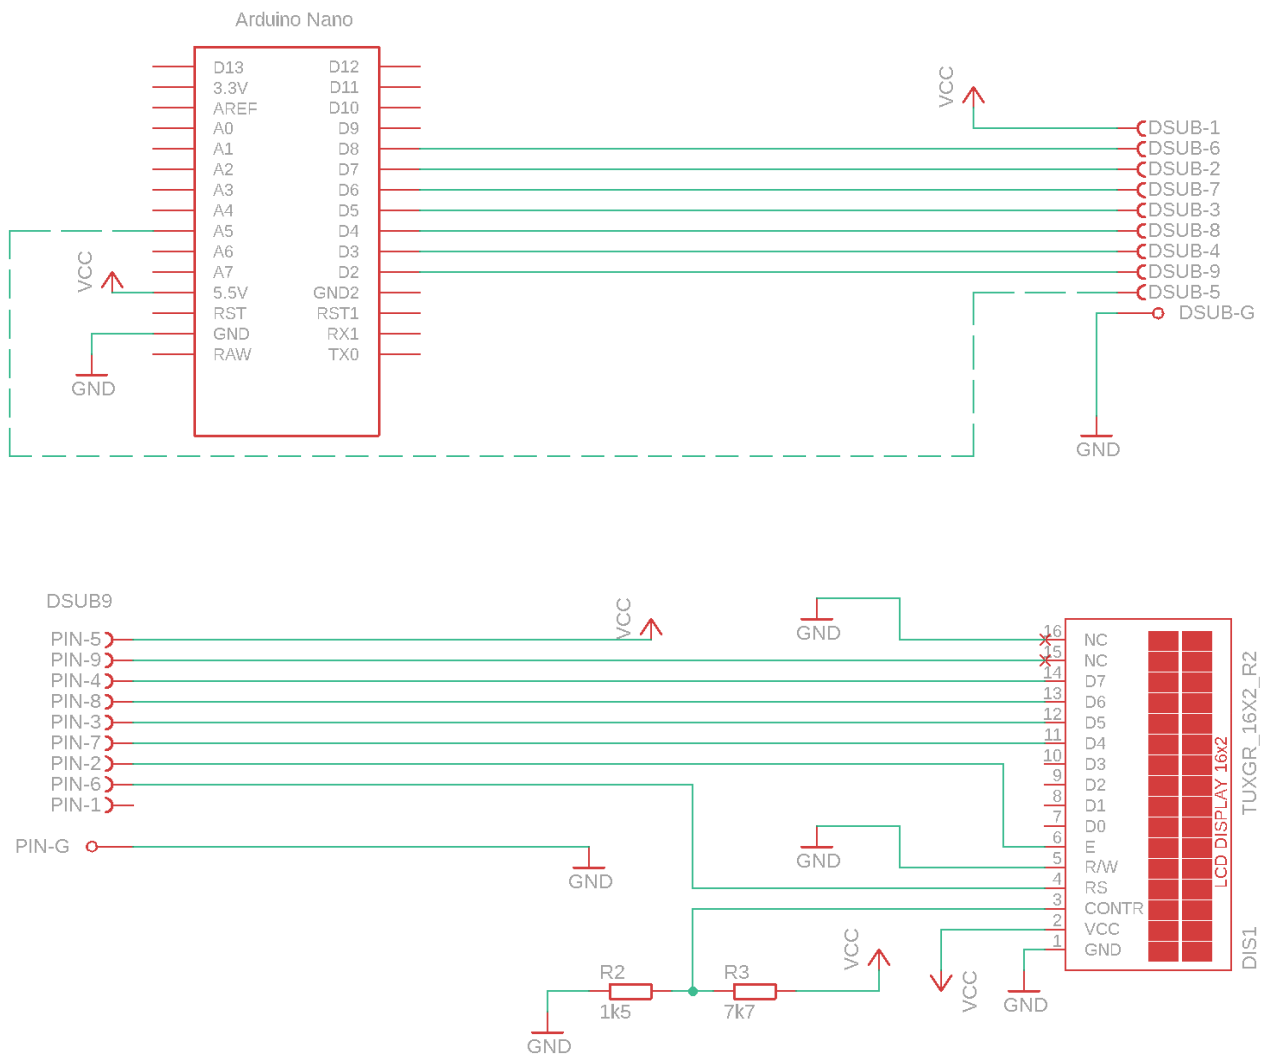 Arduino Nano
D13 D12
3.3V D11
AREF D10
A0 D9
A1 D8
A2 D7
A3 D6
A4 D5
A5 D4
A6 D3
A7 D2
5.5V GND2
RST RST1
GND RX1
RAW TX0
VCC
GND
VCC
DSUB-1
DSUB-6
DSUB-2
DSUB-7
DSUB-3
DSUB-8
DSUB-4
DSUB-9
DSUB-5
DSUB-G
GND
DSUB9
PIN-5
PIN-9
PIN-4
PIN-8
PIN-3
PIN-7
PIN-2
PIN-6
PIN-1
PIN-G
VCC
GND
GND
GND
16 NC
15 NC
14 D7
13 D6
12 D5
11 D4
10 D3
9 D2
8 D1
7 D0
6 E
5 R/W
4 RS
3 CONTR
2 VCC
1 GND
LCD DISPLAY 16x2
TUXGR_16X2_R2
DIS1
R2
1k5
R3
7k7
VCC
VCC
GND
GND